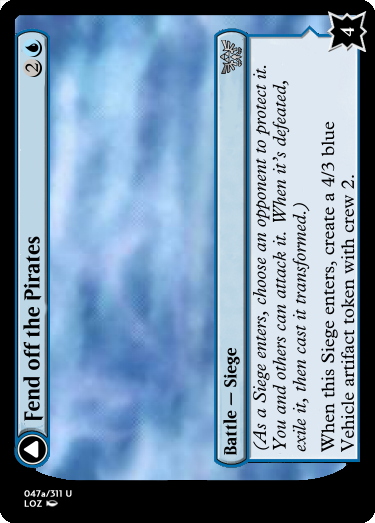 Fend off the Pirates 2
Battle — Siege
(As a Siege enters, choose an opponent to protect it.
You and others can attack it. When it's defeated,
exile it, then cast it transformed.)
When this Siege enters, create a 4/3 blue
Vehicle artifact token with crew 2.
4
047a/311 U
LOZ